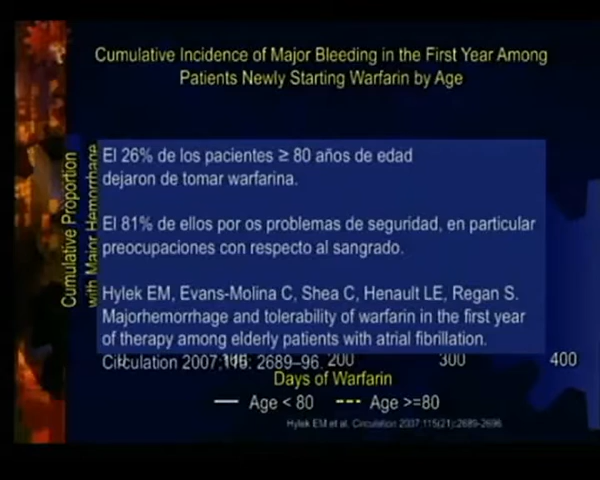 Cumulative Incidence of Major Bleeding in the First Year Among
Patients Newly Starting Warfarin by Age
Cumulative Proportion
with Major Hemorrhage
El 26% de los pacientes ≥ 80 años de edad
dejaron de tomar warfarina.
El 81% de ellos por os problemas de seguridad, en particular
preocupaciones con respecto al sangrado.
Hylek EM, Evans-Molina C, Shea C, Henault LE, Regan S.
Majorhemorrhage and tolerability of warfarin in the first year
of therapy among elderly patients with atrial fibrillation.
Circulation 2007;115: 2689–96.
0 100 200 300 400
Days of Warfarin
Age < 80 Age >=80
Hylek EM et al. Circulation 2007;115(21):2689-2696